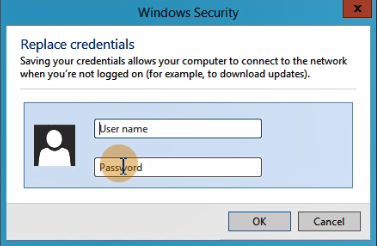 Windows Security
x
Replace credentials
Saving your credentials allows your computer to connect to the network
when you're not logged on (for example, to download updates).
User name
Password
OK
Cancel